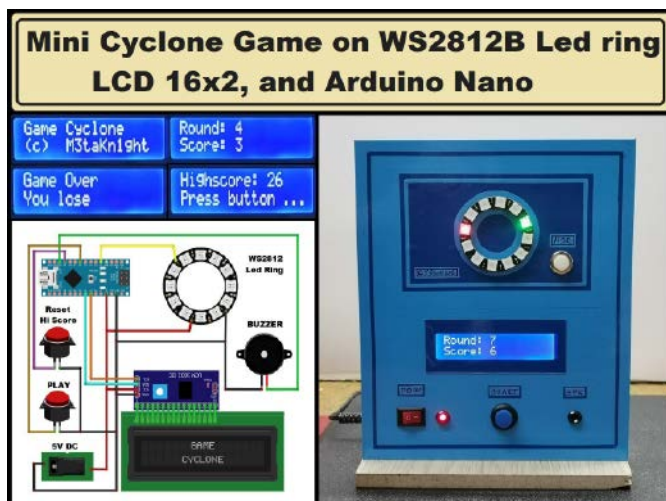 Mini Cyclone Game on WS2812B Led ring
LCD 16x2, and Arduino Nano
Game Cyclone
(c) M3taKn1ght
Round: 4
Score: 3
Game Over
You lose
Highscore: 26
Press button ...
WS2812
Led Ring
Reset
Hi Score
BUZZER
PLAY
5V DC
GAME
CYCLONE
Round: 7
Score: 6